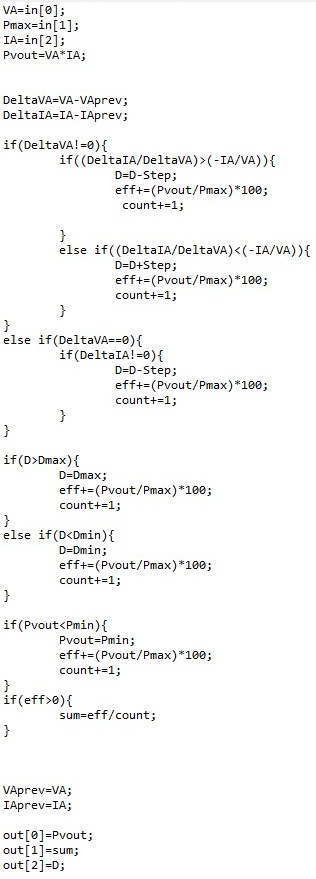 VA=in[0];
Pmax=in[1];
IA=in[2];
Pvout=VA*IA;
DeltaVA=VA-VAprev;
DeltaIA=IA-IAprev;
if(DeltaVA!=0){
if((DeltaIA/DeltaVA)>(-IA/VA)){
D=D-Step;
eff+=(Pvout/Pmax)*100;
count+=1;
}
else if((DeltaIA/DeltaVA)<(-IA/VA)){
D=D+Step;
eff+=(Pvout/Pmax)*100;
count+=1;
}
}
else if(DeltaVA==0){
if(DeltaIA!=0){
D=D-Step;
eff+=(Pvout/Pmax)*100;
count+=1;
}
}
if(D>Dmax){
D=Dmax;
eff+=(Pvout/Pmax)*100;
count+=1;
}
else if(D<Dmin){
D=Dmin;
eff+=(Pvout/Pmax)*100;
count+=1;
}
if(Pvout<Pmin){
Pvout=Pmin;
eff+=(Pvout/Pmax)*100;
count+=1;
}
if(eff>0){
sum=eff/count;
}
VAprev=VA;
IAprev=IA;
out[0]=Pvout;
out[1]=sum;
out[2]=D;